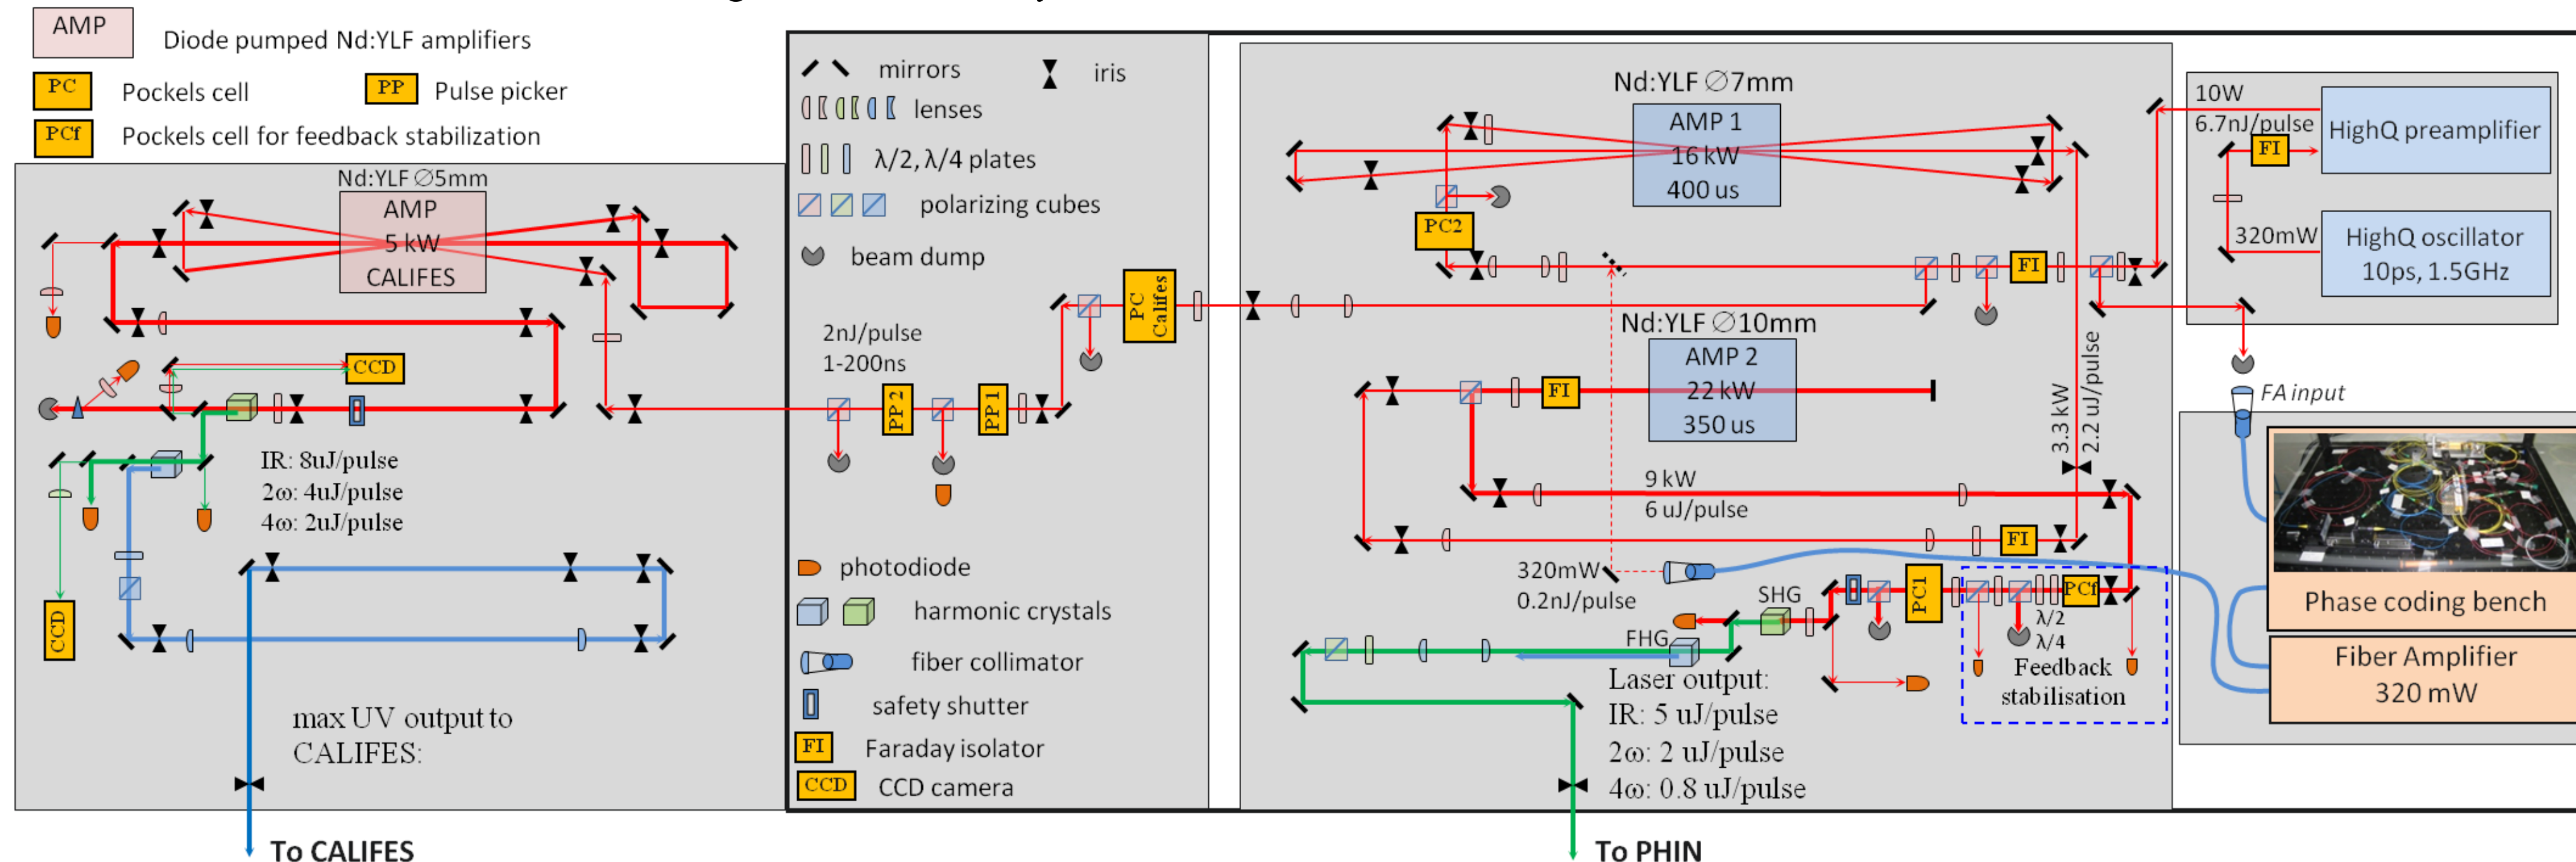 AMP
Diode pumped Nd:YLF amplifiers
PC
Pockels cell
PP
Pulse picker
PCf
Pockels cell for feedback stabilization
Nd:YLF ∅5mm
AMP
5 kW
CALIFES
CCD
IR: 8uJ/pulse
2ω: 4uJ/pulse
4ω: 2uJ/pulse
CCD
max UV output to
CALIFES:
To CALIFES
mirrors
iris
lenses
λ/2, λ/4 plates
polarizing cubes
beam dump
PC
Califes
2nJ/pulse
1-200ns
PP 2
PP 1
photodiode
harmonic crystals
fiber collimator
safety shutter
FI
Faraday isolator
CCD
CCD camera
Nd:YLF ∅7mm
AMP 1
16 kW
400 us
PC2
FI
Nd:YLF ∅10mm
AMP 2
22 kW
350 us
FI
3.3 kW
2.2 uJ/pulse
9 kW
6 uJ/pulse
FI
320mW
0.2nJ/pulse
SHG
FHG
PC1
PCf
λ/2
λ/4
Feedback
stabilisation
Laser output:
IR: 5 uJ/pulse
2ω: 2 uJ/pulse
4ω: 0.8 uJ/pulse
To PHIN
10W
6.7nJ/pulse
FI
HighQ preamplifier
320mW
HighQ oscillator
10ps, 1.5GHz
FA input
Phase coding bench
Fiber Amplifier
320 mW